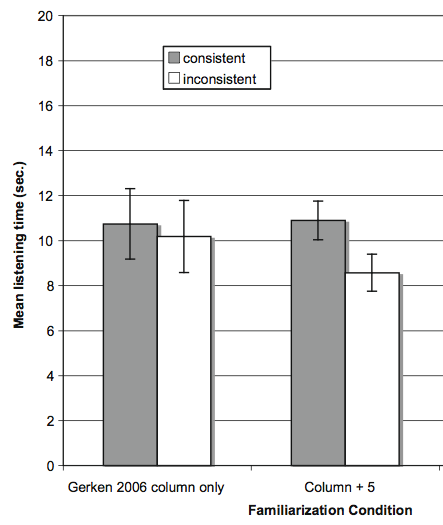 20
18
16
14
12
10
8
6
4
2
0
Mean listening time (sec.)
consistent
inconsistent
Gerken 2006 column only
Column + 5
Familiarization Condition